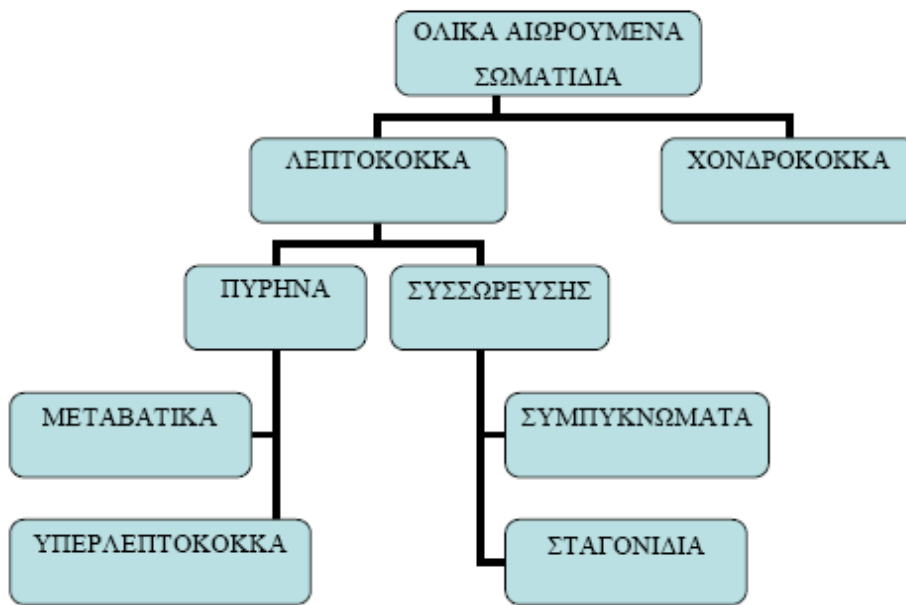 ΟΛΙΚΑ ΑΙΩΡΟΥΜΕΝΑ
ΣΩΜΑΤΙΔΙΑ
ΛΕΠΤΟΚΟΚΚΑ
ΧΟΝΔΡΟΚΟΚΚΑ
ΠΥΡΗΝΑ
ΣΥΣΣΩΡΕΥΣΗΣ
ΜΕΤΑΒΑΤΙΚΑ
ΣΥΜΠΥΚΝΩΜΑΤΑ
ΥΠΕΡΛΕΠΤΟΚΟΚΚΑ
ΣΤΑΓΟΝΙΔΙΑ